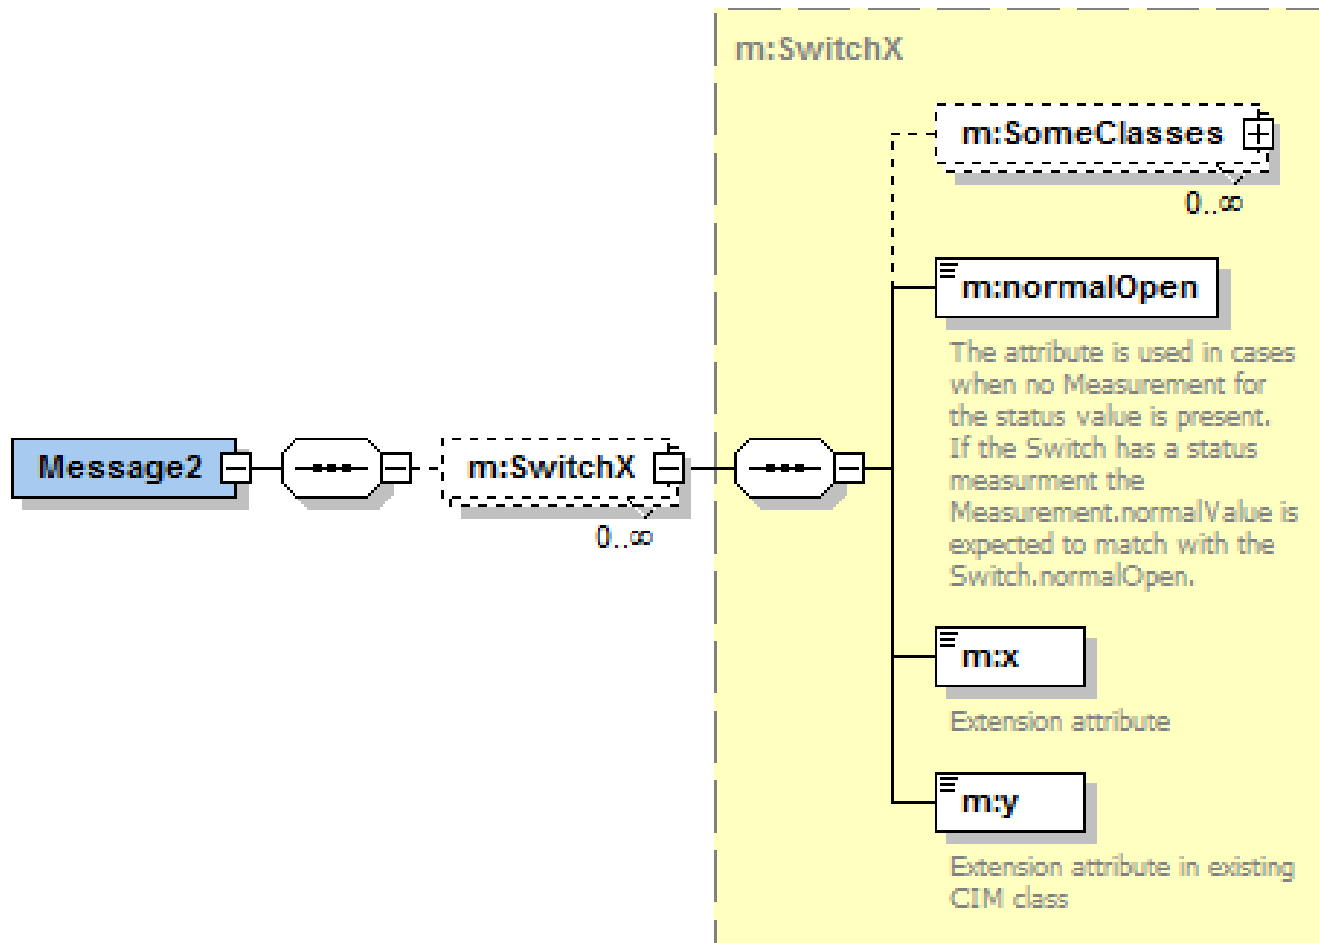 m:SwitchX
m:SomeClasses
0..∞
m:normalOpen
The attribute is used in cases
when no Measurement for
the status value is present.
If the Switch has a status
measurment the
Measurement.normalValue is
expected to match with the
Switch.normalOpen.
Message2
m:SwitchX
0..∞
m:x
Extension attribute
m:y
Extension attribute in existing
CIM class